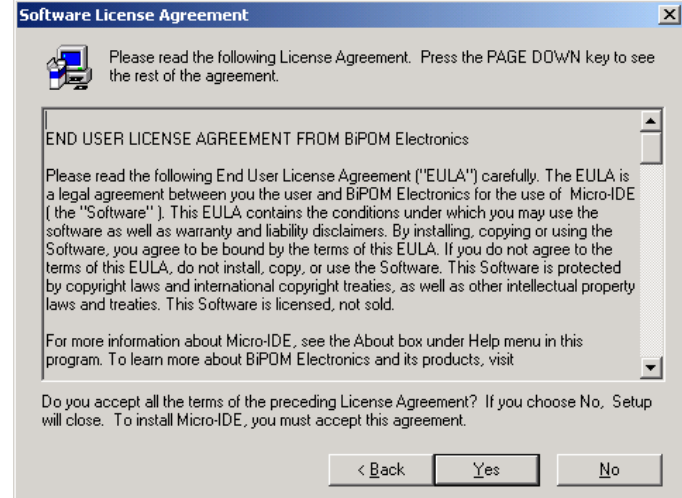 Software License Agreement
Please read the following License Agreement. Press the PAGE DOWN key to see
the rest of the agreement.
END USER LICENSE AGREEMENT FROM BiPOM Electronics
Please read the following End User License Agreement ("EULA") carefully. The EULA is
a legal agreement between you the user and BiPOM Electronics for the use of Micro-IDE
( the "Software" ). This EULA contains the conditions under which you may use the
software as well as warranty and liability disclaimers. By installing, copying or using the
Software, you agree to be bound by the terms of this EULA. If you do not agree to the
terms of this EULA, do not install, copy, or use the Software. This Software is protected
by copyright laws and international copyright treaties, as well as other intellectual property
laws and treaties. This Software is licensed, not sold.
For more information about Micro-IDE, see the About box under Help menu in this
program. To learn more about BiPOM Electronics and its products, visit
Do you accept all the terms of the preceding License Agreement? If you choose No, Setup
will close. To install Micro-IDE, you must accept this agreement.
< Back Yes No